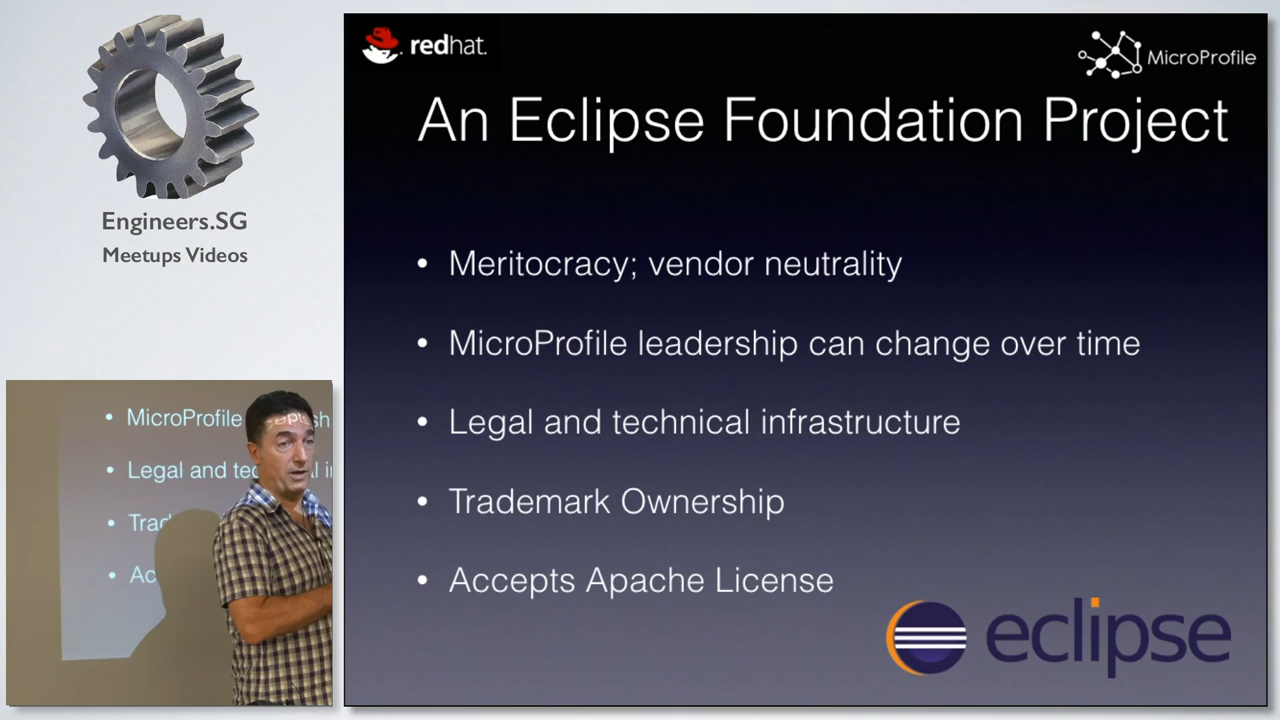 Engineers.SG
Meetups Videos
redhat.
MicroProfile
An Eclipse Foundation Project
• Meritocracy; vendor neutrality
• MicroProfile leadership can change over time
• Legal and technical infrastructure
• Trademark Ownership
• Accepts Apache License
eclipse
• MicroProfile
• Legal and tec
• Trad
• Ac